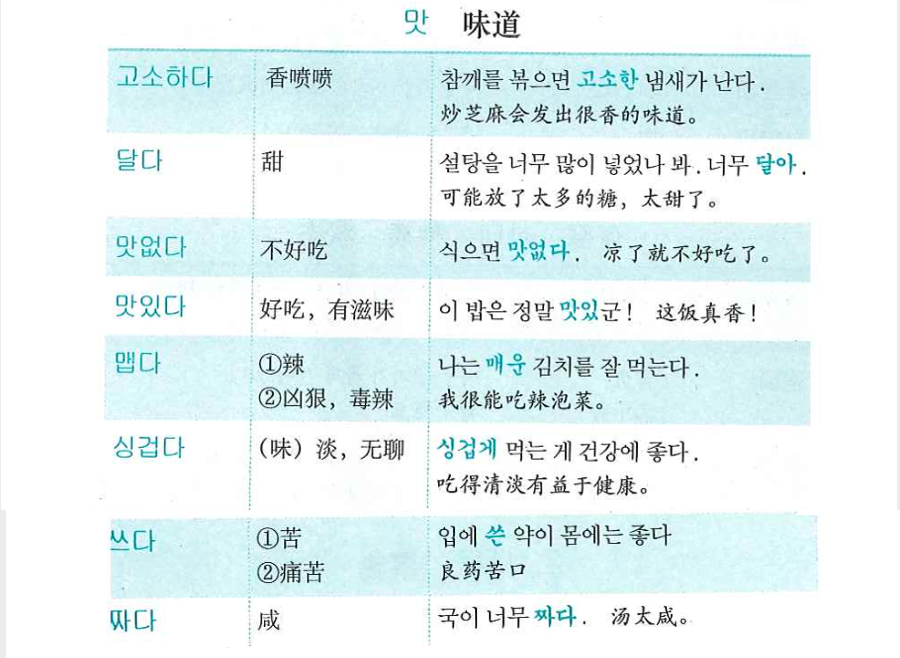 맛 味道
고소하다 香喷喷 참깨를 볶으면 고소한 냄새가 난다.
炒芝麻会发出很香的味道。
달다 甜 설탕을 너무 많이 넣었나 봐. 너무 달아.
可能放了太多的糖，太甜了。
맛없다 不好吃 식으면 맛없다. 凉了就不好吃了。
맛있다 好吃，有滋味 이 밥은 정말 맛있군! 这饭真香!
맵다 ①辣 나는 매운 김치를 잘 먹는다.
②凶狠，毒辣 我很能吃辣泡菜。
싱겁다 （味）淡，无聊 싱겁게 먹는 게 건강에 좋다.
吃得清淡有益于健康。
쓰다 ①苦 입에 쓴 약이 몸에는 좋다
②痛苦 良药苦口
짜다 咸 국이 너무 짜다. 汤太咸。